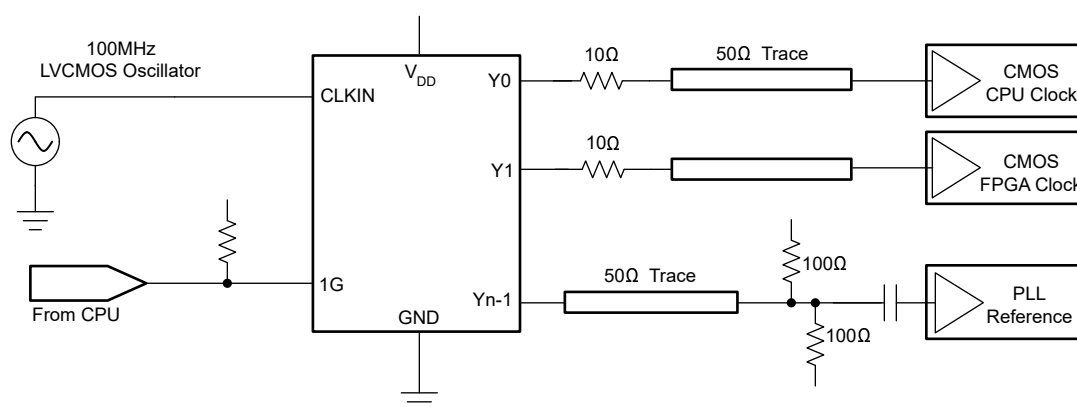 100MHz
LVCMOS Oscillator
CLKIN
V_DD
Y0
10Ω
50Ω Trace
CMOS
CPU Clock
Y1
10Ω
CMOS
FPGA Clock
From CPU
1G
GND
Yn-1
50Ω Trace
100Ω
100Ω
PLL
Reference